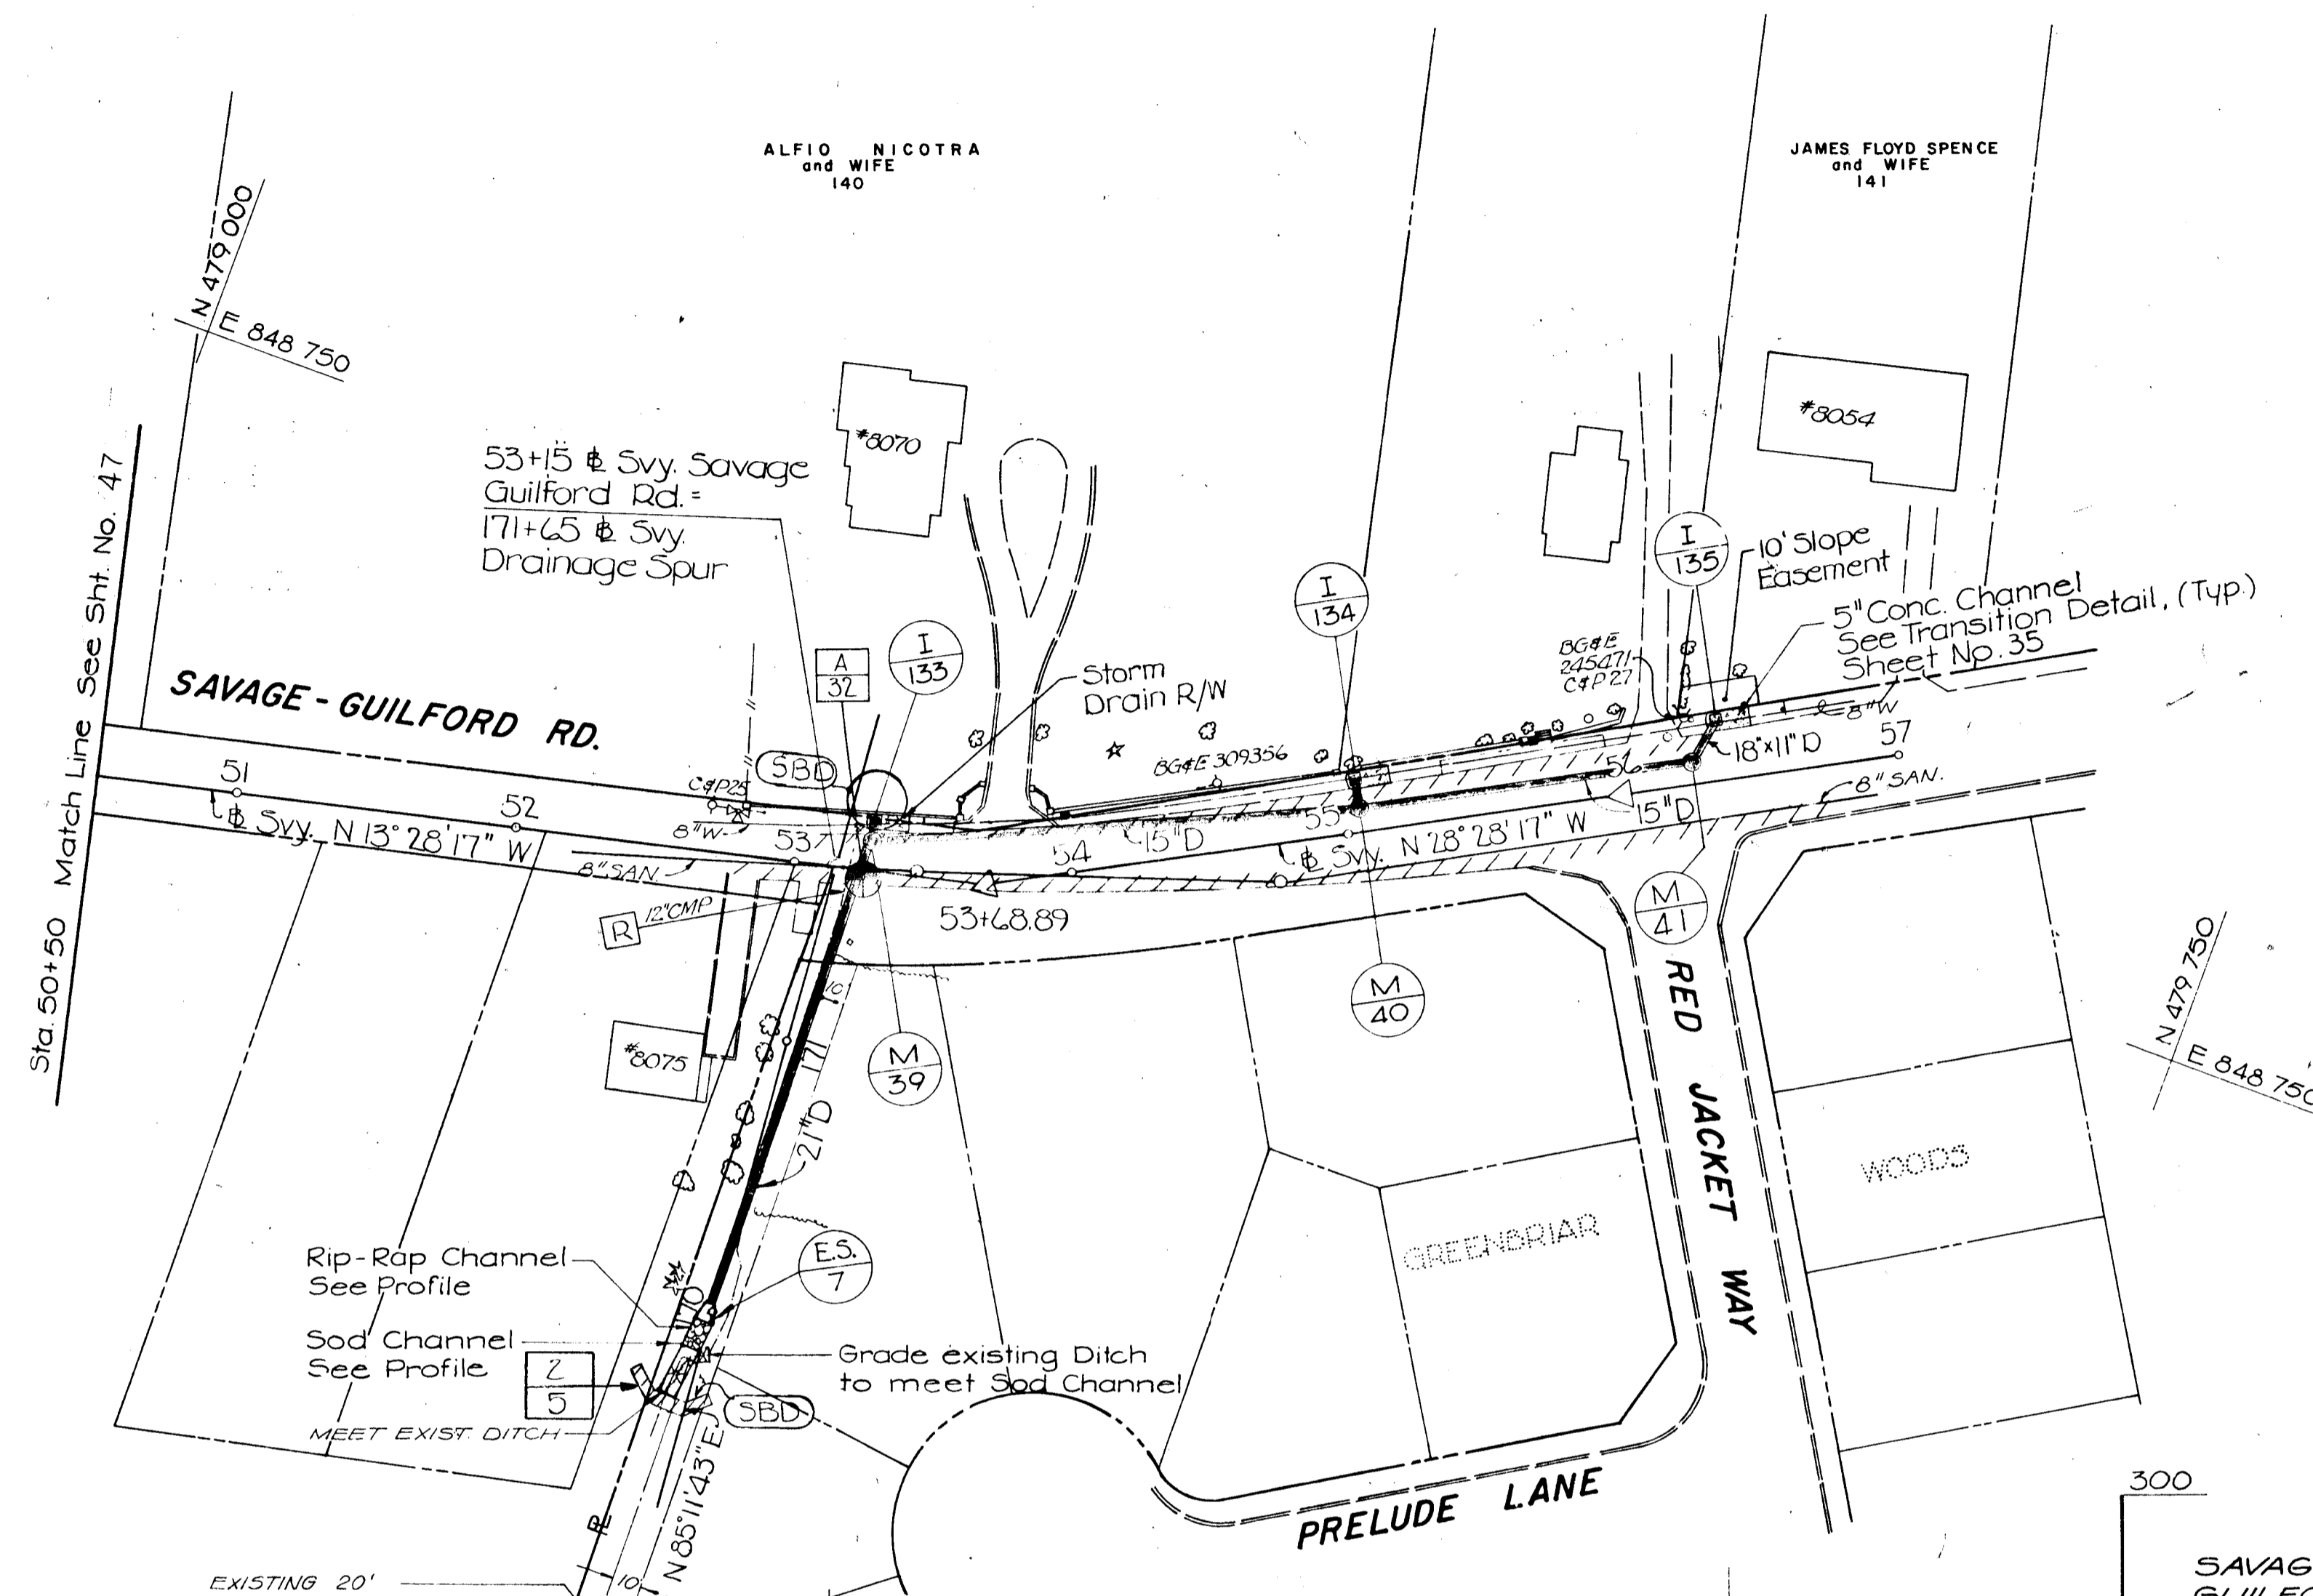 ALFIO NICOTRA
and WIFE
140
JAMES FLOYD SPENCE
and WIFE
141
N 479 000
E 848 750
Sta. 50+50 Match Line See Sht. No. 47
#8070
#8054
53+15 ℄ Svy. Savage
Guilford Rd. =
171+65 ℄ Svy.
Drainage Spur
I
133
A
32
I
134
I
135
10' Slope
Easement
5" Conc. Channel
See Transition Detail, (Typ.)
Sheet No. 35
BG&E
245471
C&P 27
Storm
Drain R/W
SAVAGE - GUILFORD RD.
SBD
C&P 25
BG&E 309356
8"W
8"W
18"x11"D
57
51
52
53
54
55
56
15"D
15"D
8" SAN.
8" SAN.
℄ Svy. N 13° 28' 17" W
℄ Svy. N 28° 28' 17" W
R
12"CMP
53+68.89
M
41
M
40
M
39
#8075
10'
171
21"D
RED JACKET WAY
N 479 750
E 848 750
WOODS
GREENBRIAR
E.S.
7
Rip-Rap Channel
See Profile
170
Sod Channel
See Profile
2
5
Grade existing Ditch
to meet Sod Channel
SBD
MEET EXIST. DITCH
N 85° 11' 43" E
PRELUDE LANE
300
EXISTING 20'
10'
SAVAG
GUILFO